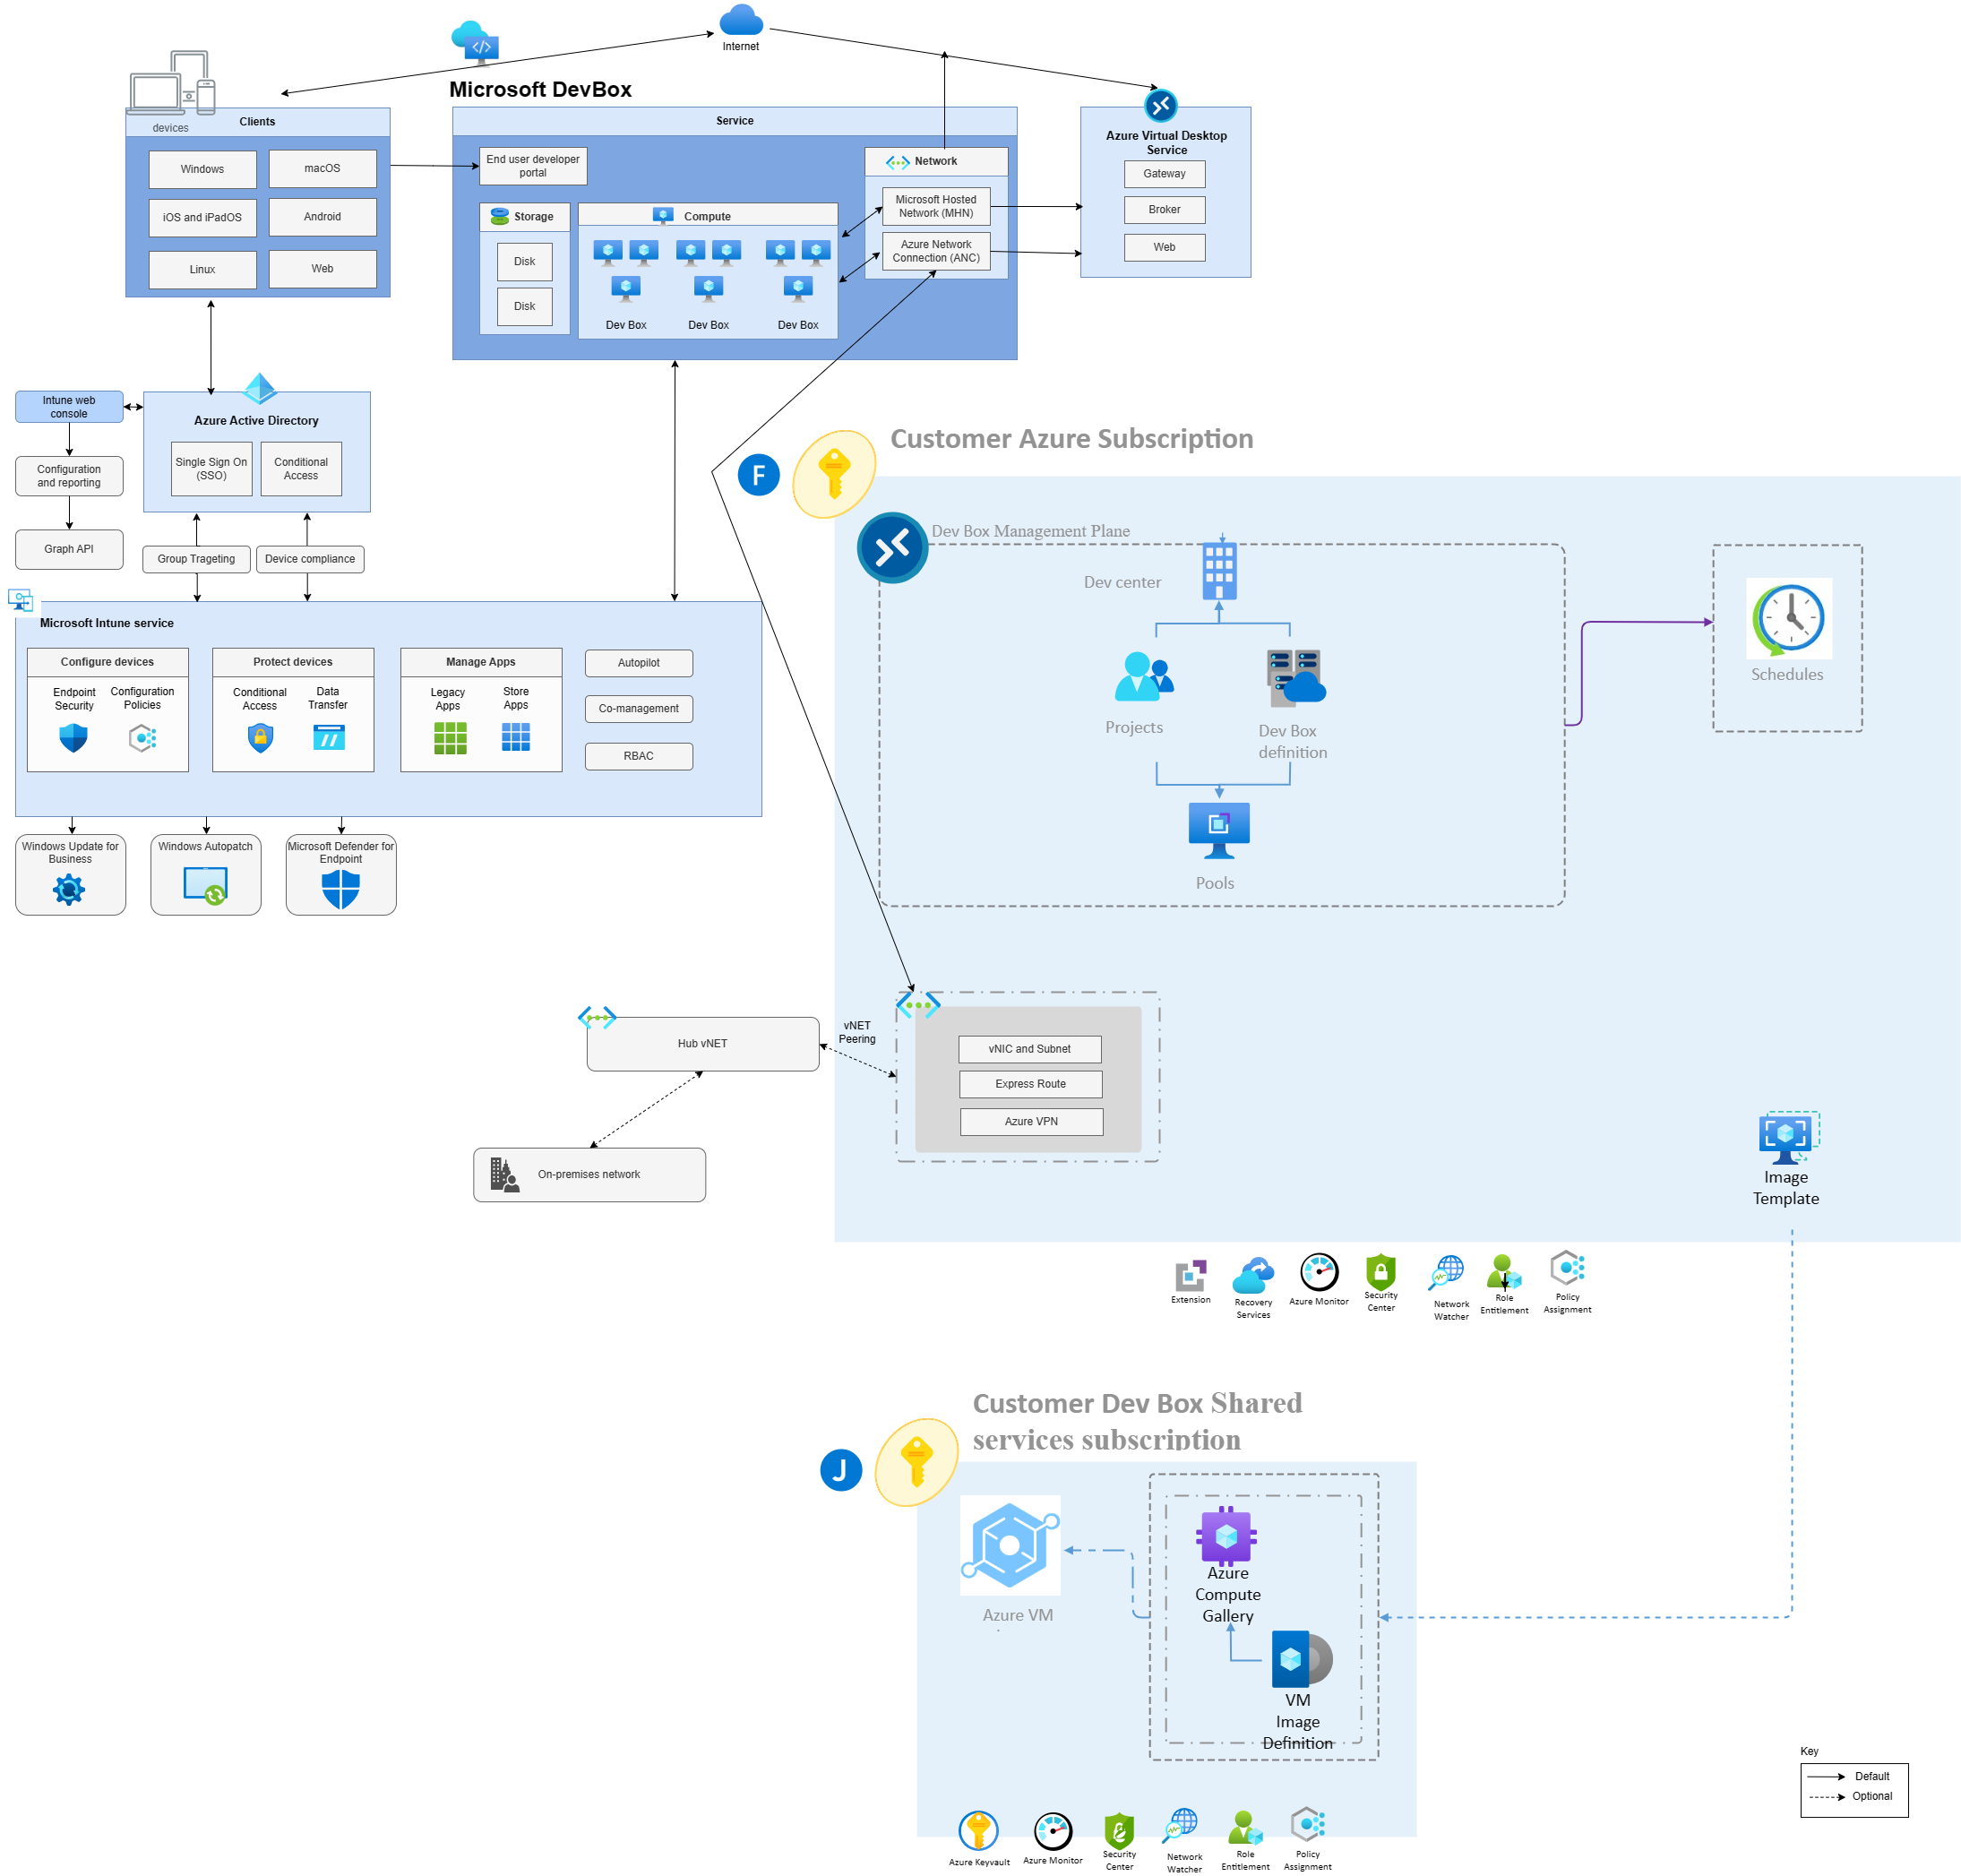 Internet
Microsoft DevBox
devices
Clients
Windows
macOS
iOS and iPadOS
Android
Linux
Web
Service
End user developer
portal
Storage
Disk
Disk
Compute
Dev Box
Dev Box
Dev Box
Network
Microsoft Hosted
Network (MHN)
Azure Network
Connection (ANC)
Azure Virtual Desktop
Service
Gateway
Broker
Web
Intune web
console
Configuration
and reporting
Graph API
Azure Active Directory
Single Sign On
(SSO)
Conditional
Access
Group Trageting
Device compliance
Microsoft Intune service
Configure devices
Endpoint
Security
Configuration
Policies
Protect devices
Conditional
Access
Data
Transfer
Manage Apps
Legacy
Apps
Store
Apps
Autopilot
Co-management
RBAC
Windows Update for
Business
Windows Autopatch
Microsoft Defender for
Endpoint
F
Customer Azure Subscription
Dev Box Management Plane
Dev center
Projects
Dev Box
definition
Pools
Schedules
Hub vNET
vNET
Peering
On-premises network
vNIC and Subnet
Express Route
Azure VPN
Image
Template
Extension
Recovery
Services
Azure Monitor
Security
Center
Network
Watcher
Role
Entitlement
Policy
Assignment
J
Customer Dev Box Shared
services subscription
Azure VM
Azure
Compute
Gallery
VM
Image
Definition
Azure Keyvault
Azure Monitor
Security
Center
Network
Watcher
Role
Entitlement
Policy
Assignment
Key
Default
Optional